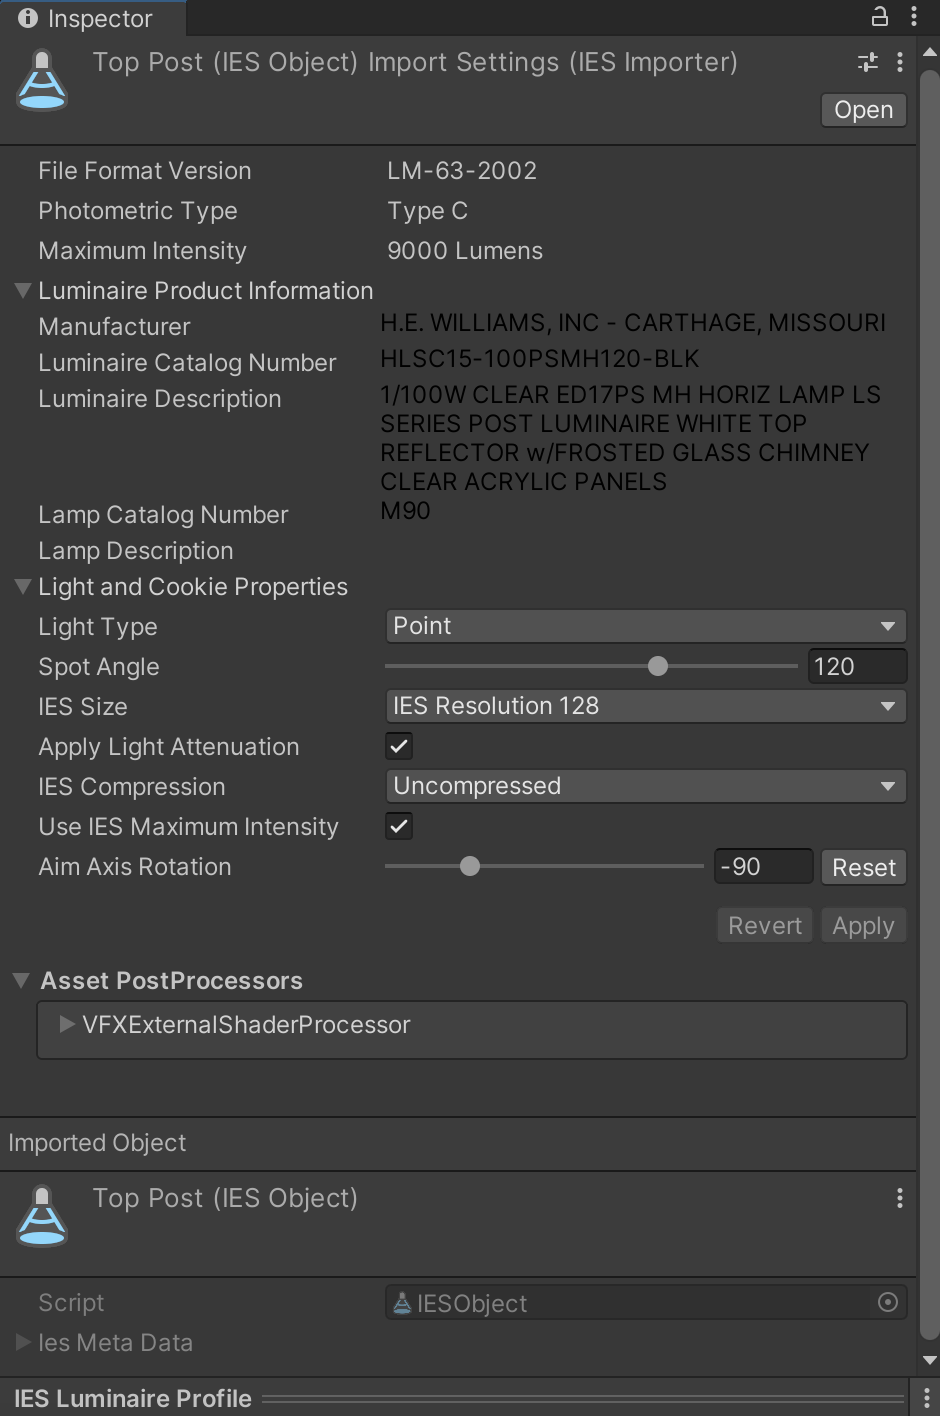 Inspector
Top Post (IES Object) Import Settings (IES Importer)
Open
File Format Version LM-63-2002
Photometric Type Type C
Maximum Intensity 9000 Lumens
Luminaire Product Information
Manufacturer H.E. WILLIAMS, INC - CARTHAGE, MISSOURI
Luminaire Catalog Number HLSC15-100PSMH120-BLK
Luminaire Description 1/100W CLEAR ED17PS MH HORIZ LAMP LS
SERIES POST LUMINAIRE WHITE TOP
REFLECTOR w/FROSTED GLASS CHIMNEY
CLEAR ACRYLIC PANELS
Lamp Catalog Number M90
Lamp Description
Light and Cookie Properties
Light Type Point
Spot Angle 120
IES Size IES Resolution 128
Apply Light Attenuation
IES Compression Uncompressed
Use IES Maximum Intensity
Aim Axis Rotation -90 Reset
Revert Apply
Asset PostProcessors
VFXExternalShaderProcessor
Imported Object
Top Post (IES Object)
Script IESObject
Ies Meta Data
IES Luminaire Profile